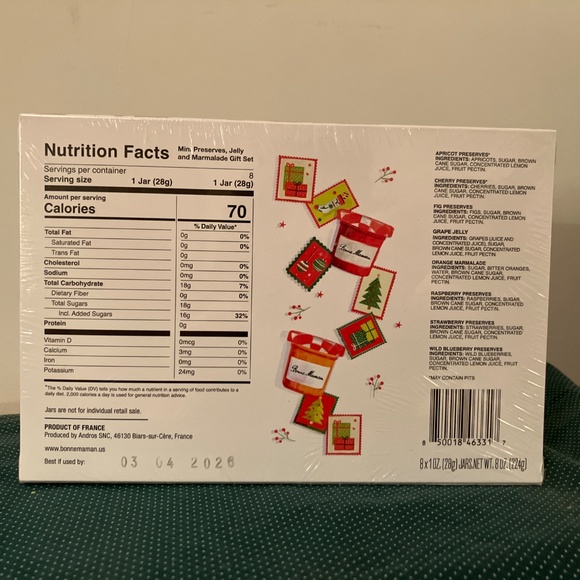 Nutrition Facts
Mini Preserves, Jelly
and Marmalade Gift Set
Servings per container 8
Serving size 1 Jar (28g) 1 Jar (28g)
Amount per serving
Calories 70
% Daily Value*
Total Fat 0g 0%
Saturated Fat 0g 0%
Trans Fat 0g
Cholesterol 0mg 0%
Sodium 0mg 0%
Total Carbohydrate 18g 7%
Dietary Fiber 0g 0%
Total Sugars 18g
Incl. Added Sugars 16g 32%
Protein 0g
Vitamin D 0mcg 0%
Calcium 3mg 0%
Iron 0mg 0%
Potassium 24mg 0%
*The % Daily Value (DV) tells you how much a nutrient in a serving of food contributes to a
daily diet. 2,000 calories a day is used for general nutrition advice.
Jars are not for individual retail sale.
PRODUCT OF FRANCE
Produced by Andros SNC, 46130 Biars-sur-Cère, France
www.bonnemaman.us
Best if used by: 03 04 2026
Bonne Maman
Bonne Maman
APRICOT PRESERVES*
INGREDIENTS: APRICOTS, SUGAR, BROWN
CANE SUGAR, CONCENTRATED LEMON
JUICE, FRUIT PECTIN.
CHERRY PRESERVES*
INGREDIENTS: CHERRIES, SUGAR,
BROWN CANE SUGAR, CONCENTRATED
LEMON JUICE, FRUIT PECTIN.
FIG PRESERVES
INGREDIENTS: FIGS, SUGAR, BROWN
CANE SUGAR, CONCENTRATED LEMON
JUICE, FRUIT PECTIN.
GRAPE JELLY
INGREDIENTS: GRAPES (JUICE AND
CONCENTRATED JUICE), SUGAR,
BROWN CANE SUGAR, CONCENTRATED
LEMON JUICE, FRUIT PECTIN.
ORANGE MARMALADE
INGREDIENTS: SUGAR, BITTER ORANGES,
WATER, BROWN CANE SUGAR,
CONCENTRATED LEMON JUICE, FRUIT
PECTIN.
RASPBERRY PRESERVES
INGREDIENTS: RASPBERRIES, SUGAR,
BROWN CANE SUGAR, CONCENTRATED
LEMON JUICE, FRUIT PECTIN.
STRAWBERRY PRESERVES
INGREDIENTS: STRAWBERRIES, SUGAR,
BROWN CANE SUGAR, CONCENTRATED
LEMON JUICE, FRUIT PECTIN.
WILD BLUEBERRY PRESERVES
INGREDIENTS: WILD BLUEBERRIES,
SUGAR, BROWN CANE SUGAR,
CONCENTRATED LEMON JUICE, FRUIT
PECTIN.
*MAY CONTAIN PITS
8 50018 46331 7
8 x 1 OZ. (28g) JARS. NET WT. 8 OZ. (224g)